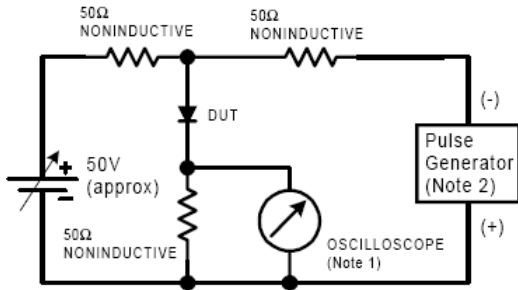 50Ω
NONINDUCTIVE
50Ω
NONINDUCTIVE
DUT
(-)
+
50V
(approx)
-
Pulse
Generator
(Note 2)
50Ω
NONINDUCTIVE
OSCILLOSCOPE
(Note 1)
(+)